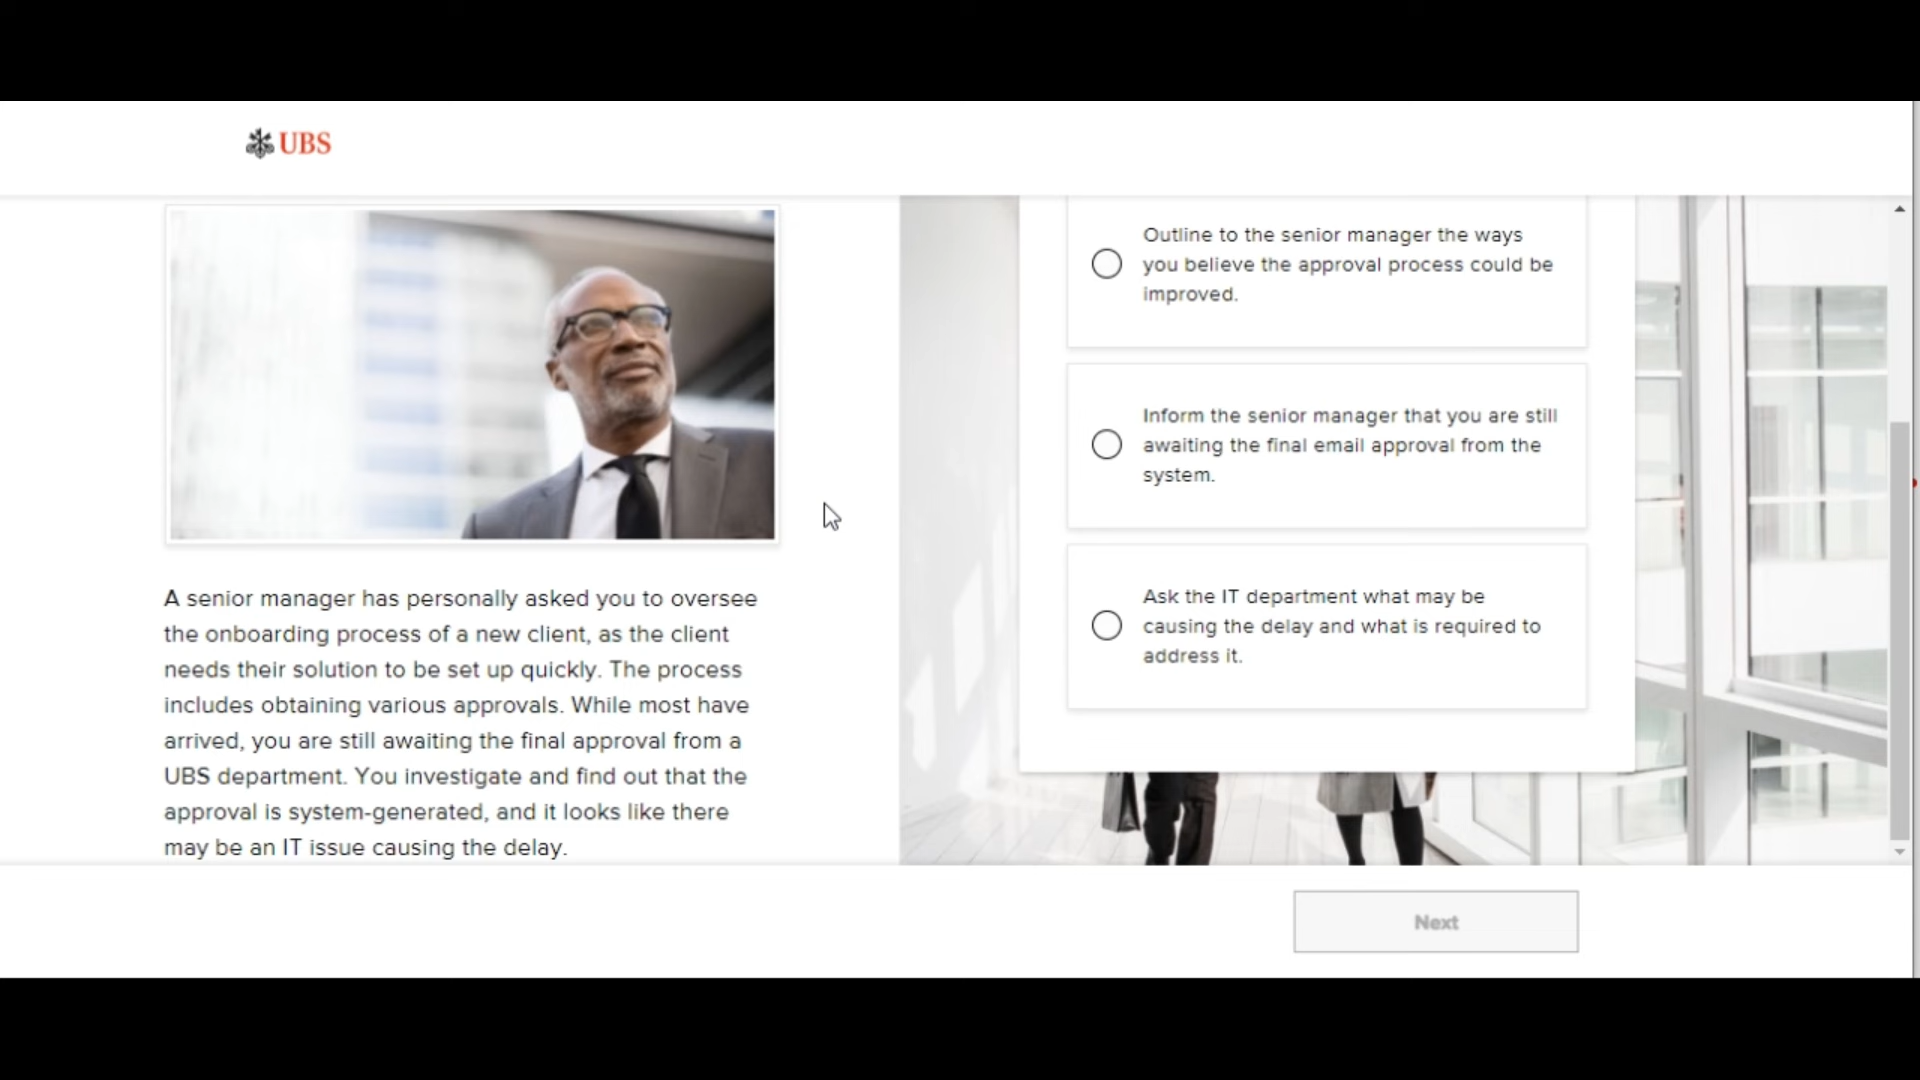 UBS
A senior manager has personally asked you to oversee
the onboarding process of a new client, as the client
needs their solution to be set up quickly. The process
includes obtaining various approvals. While most have
arrived, you are still awaiting the final approval from a
UBS department. You investigate and find out that the
approval is system-generated, and it looks like there
may be an IT issue causing the delay.
Outline to the senior manager the ways
you believe the approval process could be
improved.
Inform the senior manager that you are still
awaiting the final email approval from the
system.
Ask the IT department what may be
causing the delay and what is required to
address it.
Next